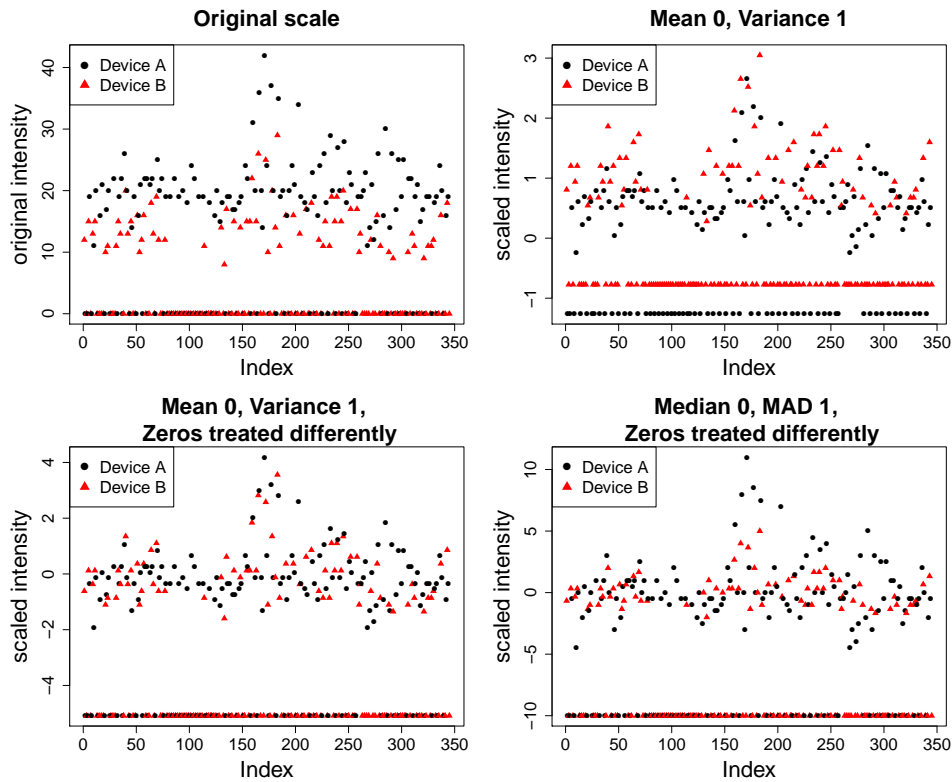 Original scale
Device A
Device B
original intensity
40
30
20
10
0
0 50 100 150 200 250 300 350
Index
Mean 0, Variance 1
Device A
Device B
scaled intensity
3
2
1
0
−1
0 50 100 150 200 250 300 350
Index
Mean 0, Variance 1,
Zeros treated differently
Device A
Device B
scaled intensity
4
2
0
−2
−4
0 50 100 150 200 250 300 350
Index
Median 0, MAD 1,
Zeros treated differently
Device A
Device B
scaled intensity
10
5
0
−5
−10
0 50 100 150 200 250 300 350
Index